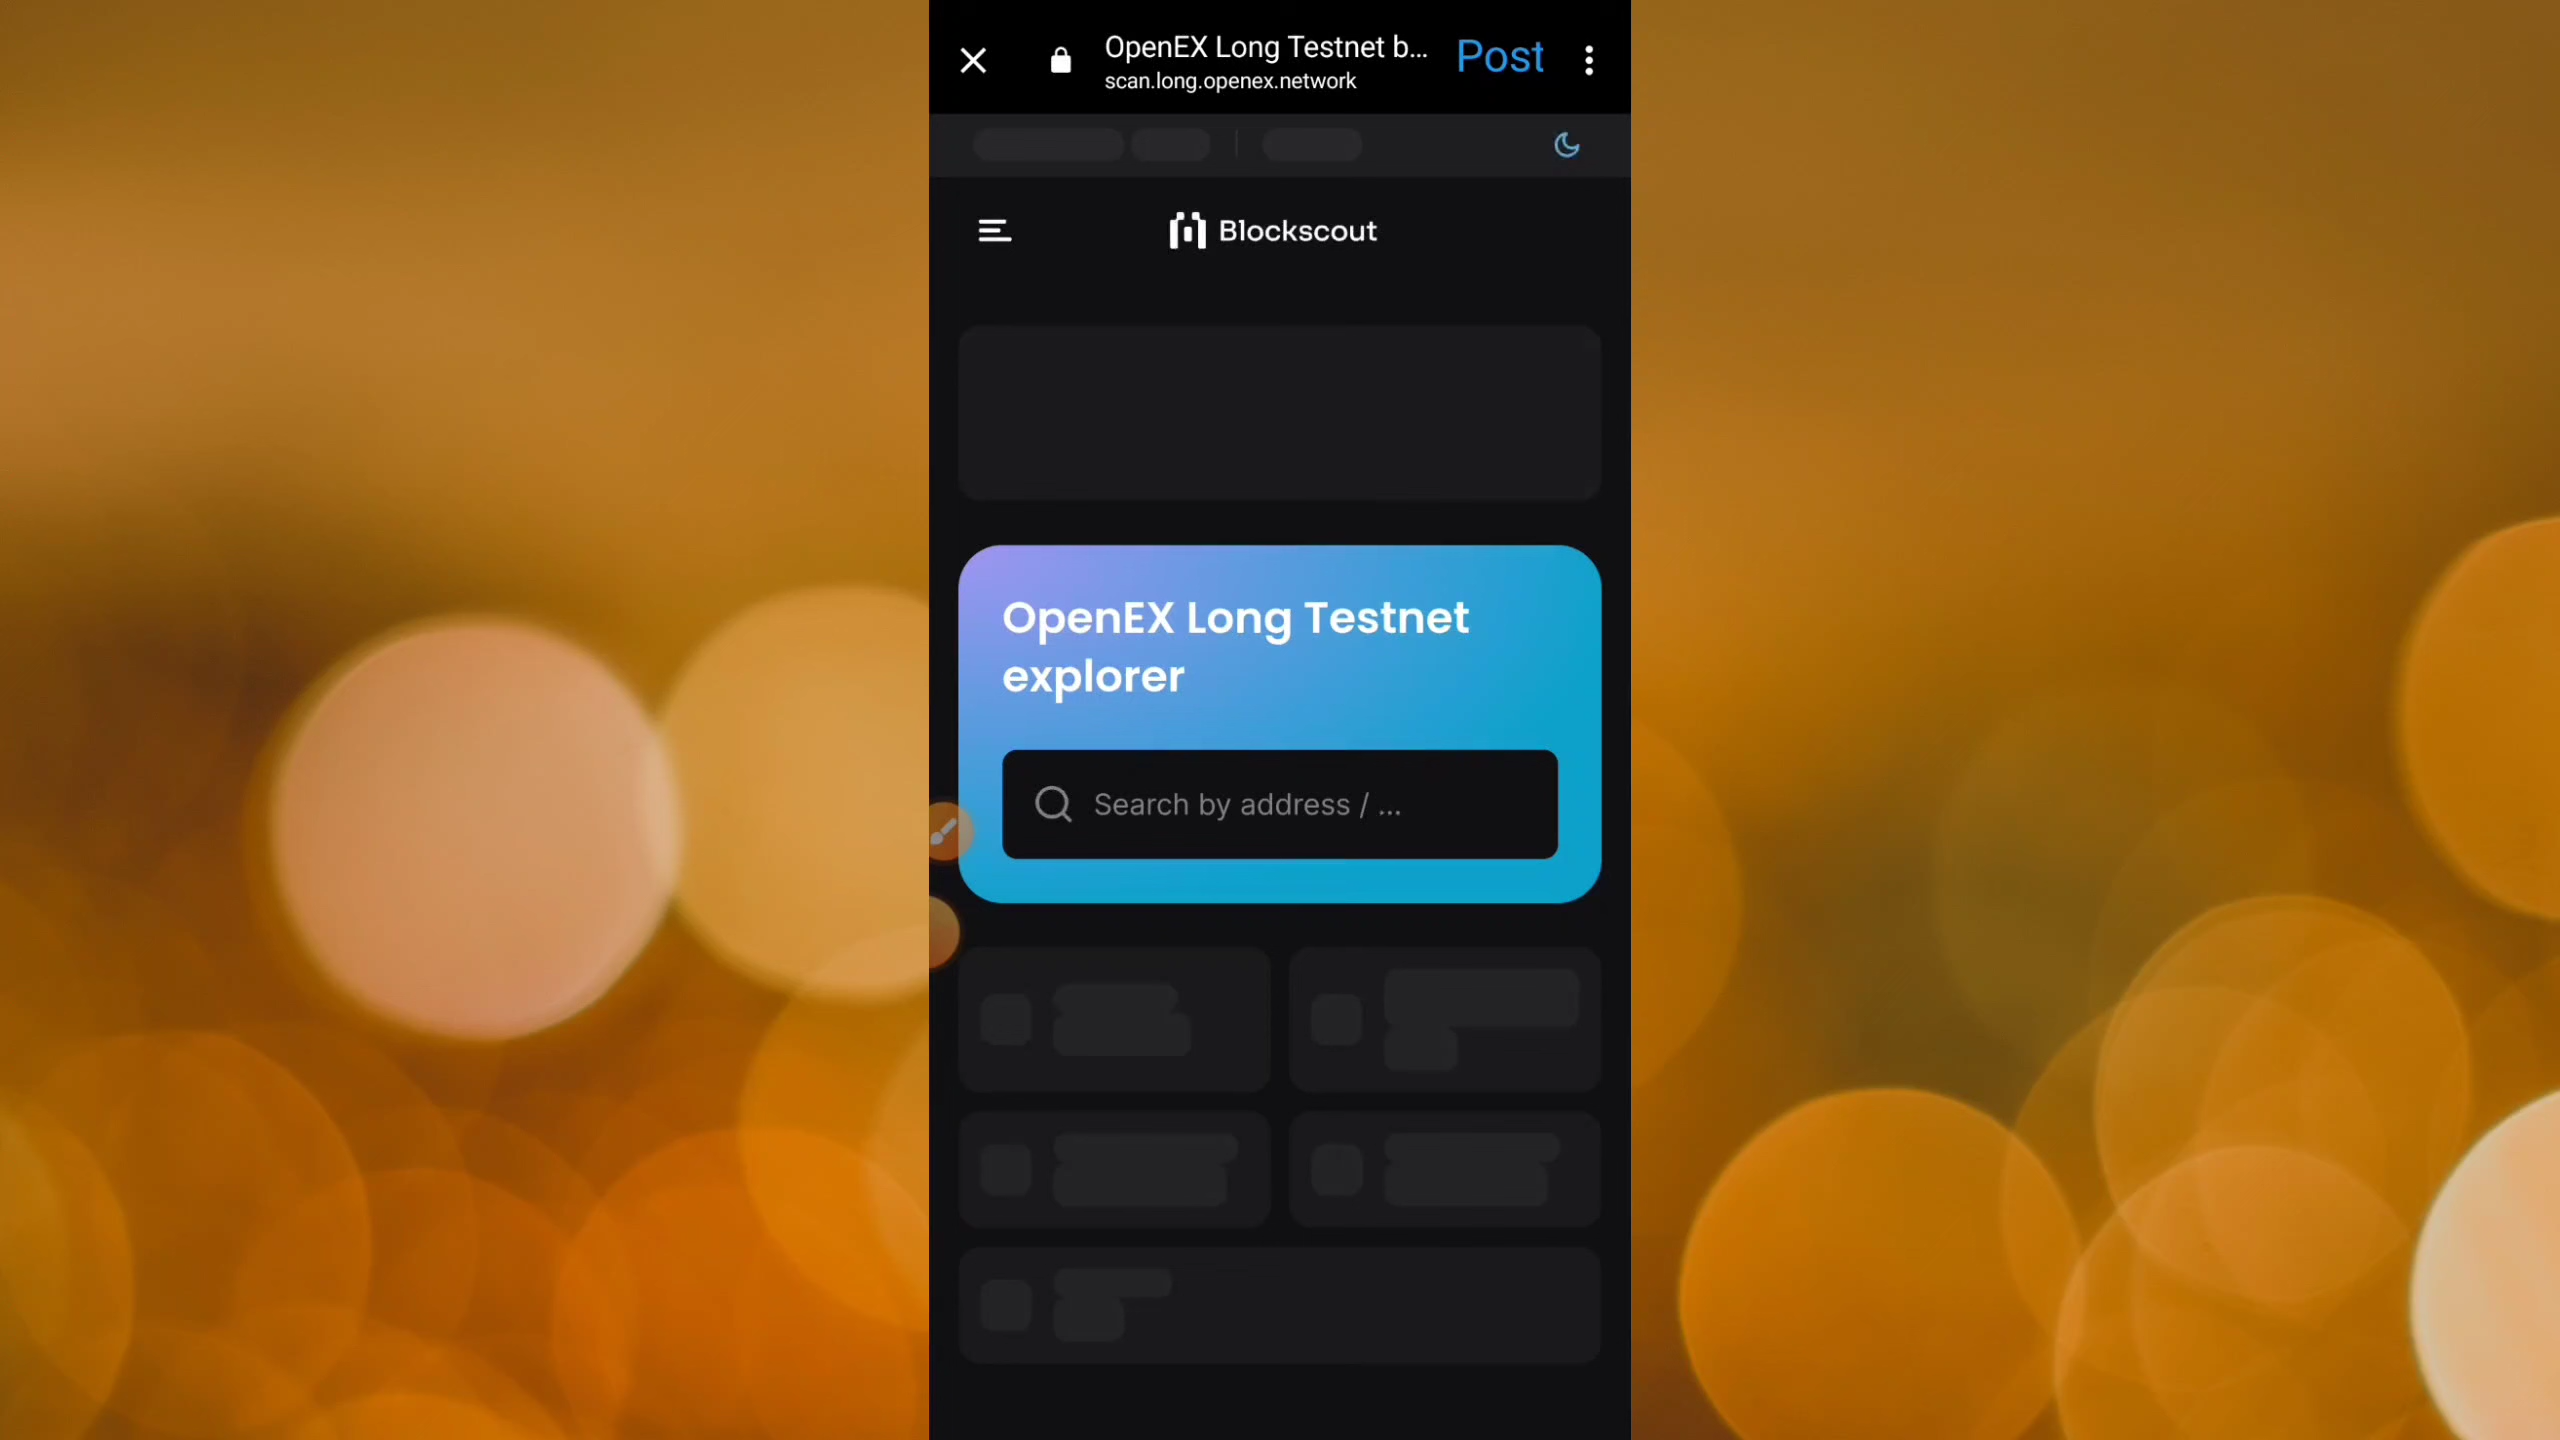 OpenEX Long Testnet b...
Post
scan.long.openex.network
Blockscout
OpenEX Long Testnet
explorer
Search by address / ...